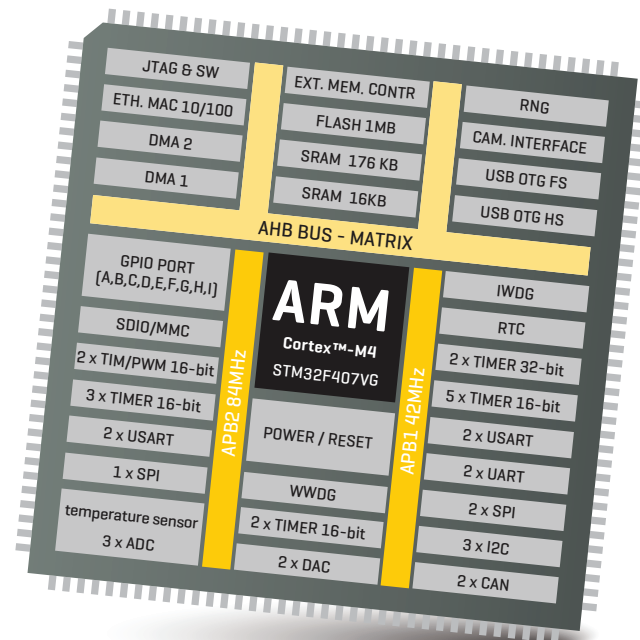 JTAG & SW
ETH. MAC 10/100
DMA 2
DMA 1
EXT. MEM. CONTR
FLASH 1MB
SRAM 176 KB
SRAM 16KB
RNG
CAM. INTERFACE
USB OTG FS
USB OTG HS
AHB BUS - MATRIX
GPIO PORT
(A,B,C,D,E,F,G,H,I)
SDIO/MMC
2 x TIM/PWM 16-bit
3 x TIMER 16-bit
2 x USART
1 x SPI
temperature sensor
3 x ADC
APB2 84MHz
ARM
Cortex™-M4
STM32F407VG
POWER / RESET
WWDG
2 x TIMER 16-bit
2 x DAC
APB1 42MHz
IWDG
RTC
2 x TIMER 32-bit
5 x TIMER 16-bit
2 x USART
2 x UART
2 x SPI
3 x I2C
2 x CAN